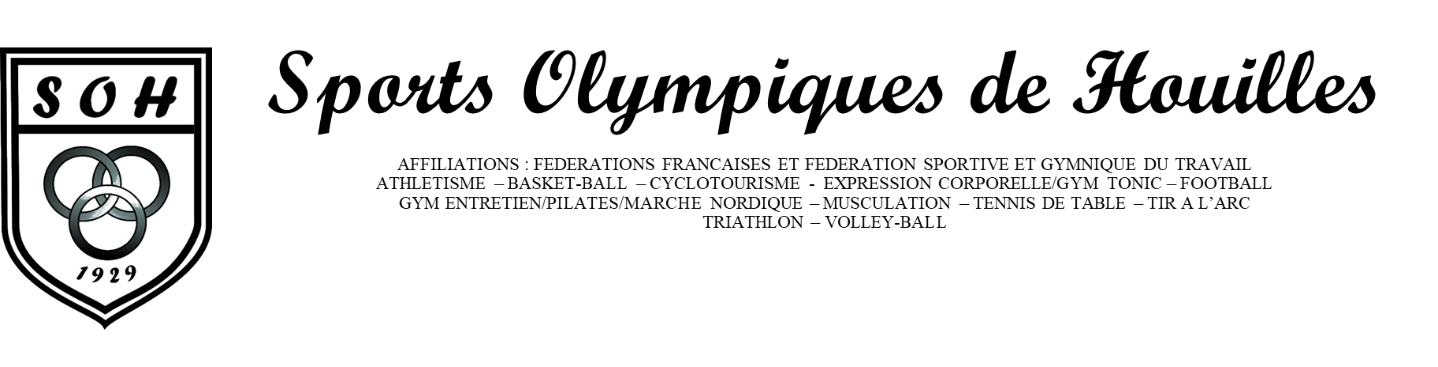 S O H
1929
Sports Olympiques de Houilles
AFFILIATIONS : FEDERATIONS FRANCAISES ET FEDERATION SPORTIVE ET GYMNIQUE DU TRAVAIL
ATHLETISME – BASKET-BALL – CYCLOTOURISME - EXPRESSION CORPORELLE/GYM TONIC – FOOTBALL
GYM ENTRETIEN/PILATES/MARCHE NORDIQUE – MUSCULATION – TENNIS DE TABLE – TIR A L’ARC
TRIATHLON – VOLLEY-BALL